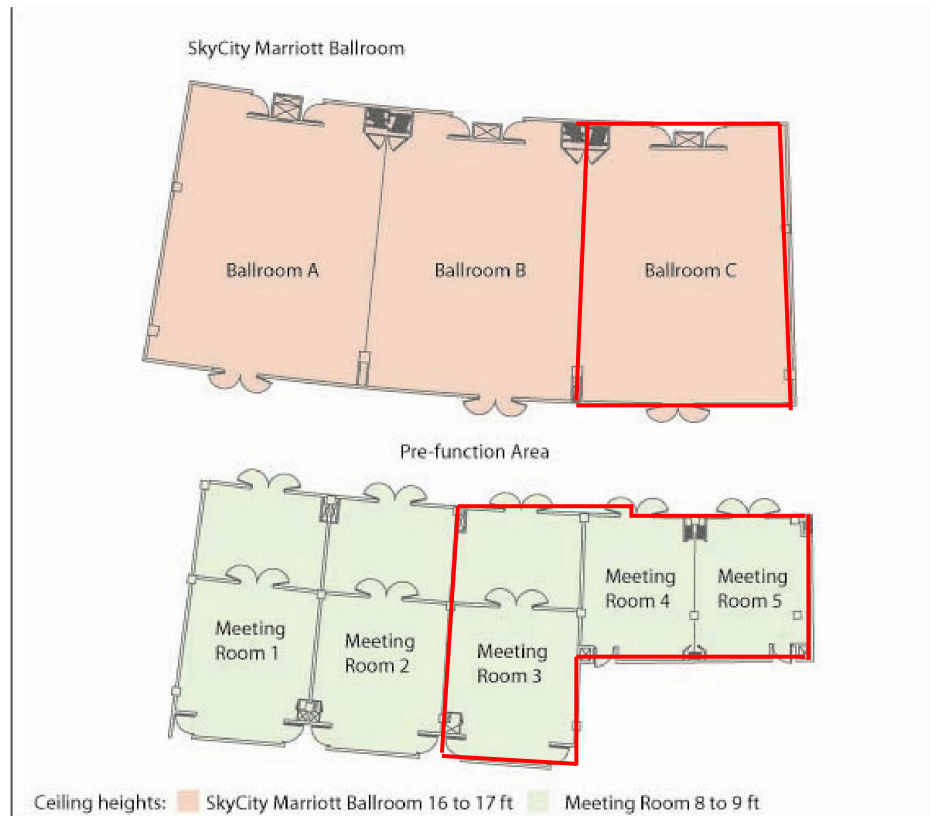 SkyCity Marriott Ballroom
Ballroom A
Ballroom B
Ballroom C
Pre-function Area
Meeting
Room 1
Meeting
Room 2
Meeting
Room 3
Meeting
Room 4
Meeting
Room 5
Ceiling heights: SkyCity Marriott Ballroom 16 to 17 ft Meeting Room 8 to 9 ft